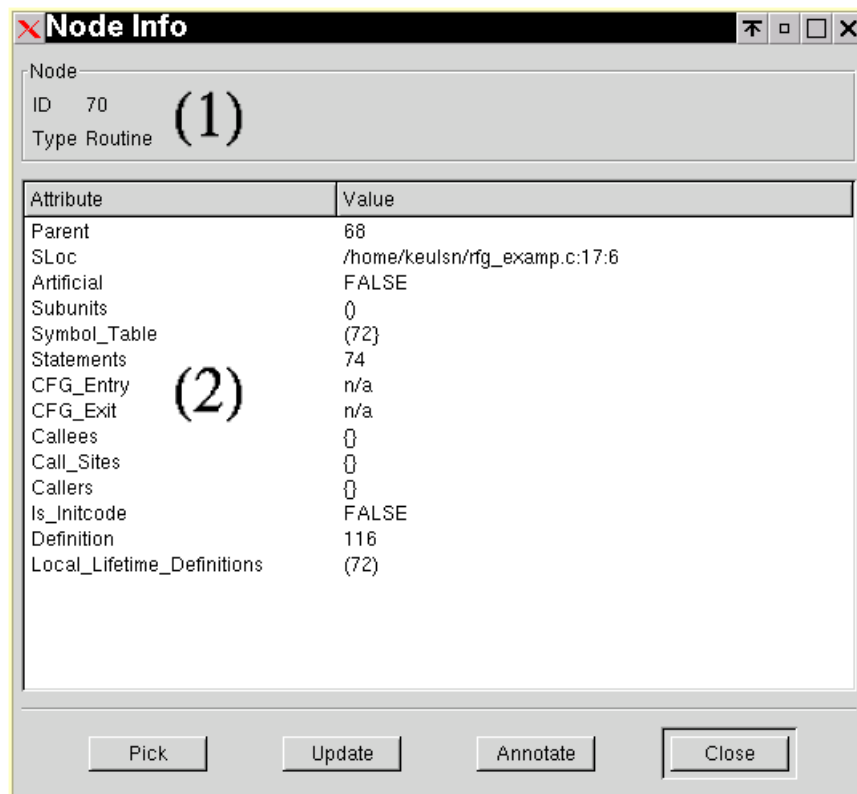 Node Info
Node
ID 70
Type Routine
(1)
Attribute Value
Parent 68
SLoc /home/keulsn/rfg_examp.c:17:6
Artificial FALSE
Subunits ()
Symbol_Table (72}
Statements 74
CFG_Entry n/a
(2)
CFG_Exit n/a
Callees {}
Call_Sites {}
Callers {}
Is_Initcode FALSE
Definition 116
Local_Lifetime_Definitions (72)
Pick Update Annotate Close